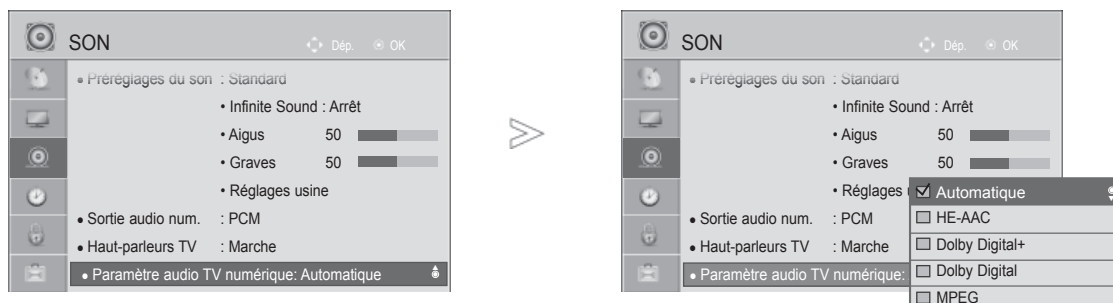 SON Dép. OK
• Préréglages du son : Standard
• Infinite Sound : Arrêt
• Aigus 50
• Graves 50
• Réglages usine
• Sortie audio num. : PCM
• Haut-parleurs TV : Marche
• Paramètre audio TV numérique: Automatique
SON Dép. OK
• Préréglages du son : Standard
• Infinite Sound : Arrêt
• Aigus 50
• Graves 50
• Réglages
• Sortie audio num. : PCM
• Haut-parleurs TV : Marche
• Paramètre audio TV numérique:
Automatique
HE-AAC
Dolby Digital+
Dolby Digital
MPEG